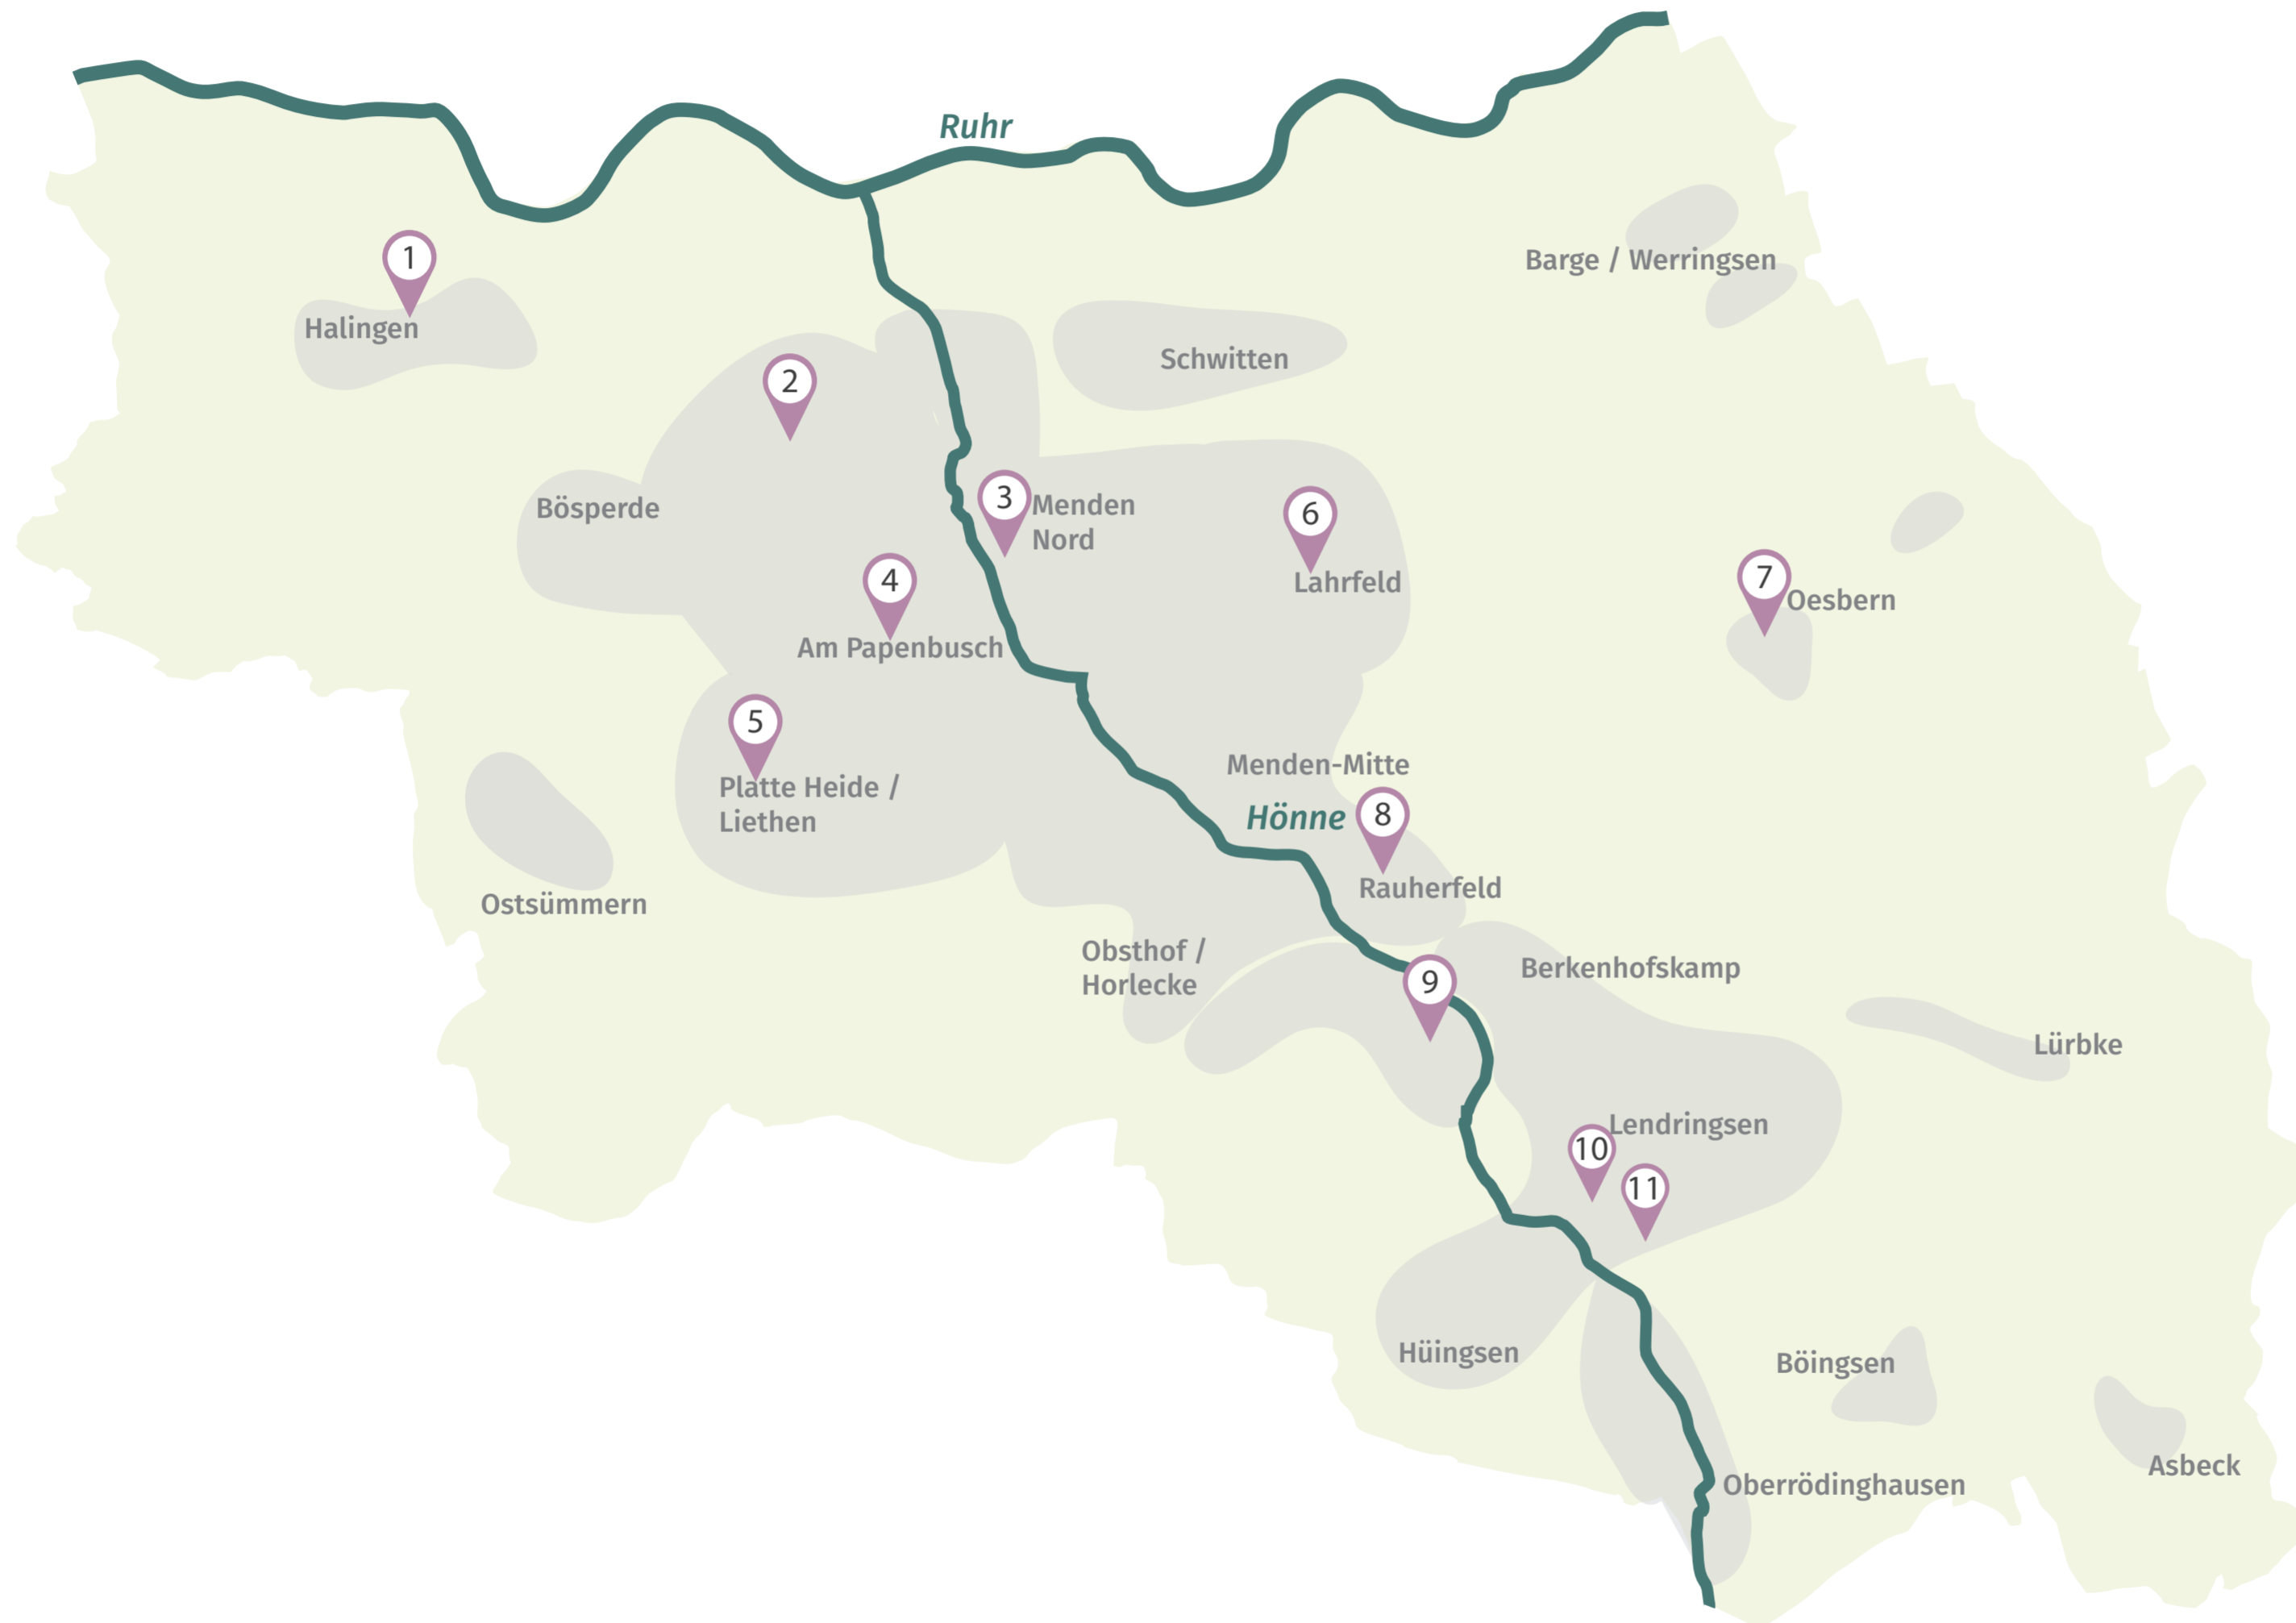 Ruhr
1
Barge / Werringsen
Halingen
Schwitten
2
3
Menden
Nord
Bösperde
6
Lahrfeld
4
Am Papenbusch
7
Oesbern
5
Platte Heide /
Liethen
Menden-Mitte
Hönne
8
Rauherfeld
Ostsümmern
Obsthof /
Horlecke
9
Berkenhofskamp
Lürbke
Lendringsen
10
11
Hüingsen
Böingsen
Asbeck
Oberrödinghausen